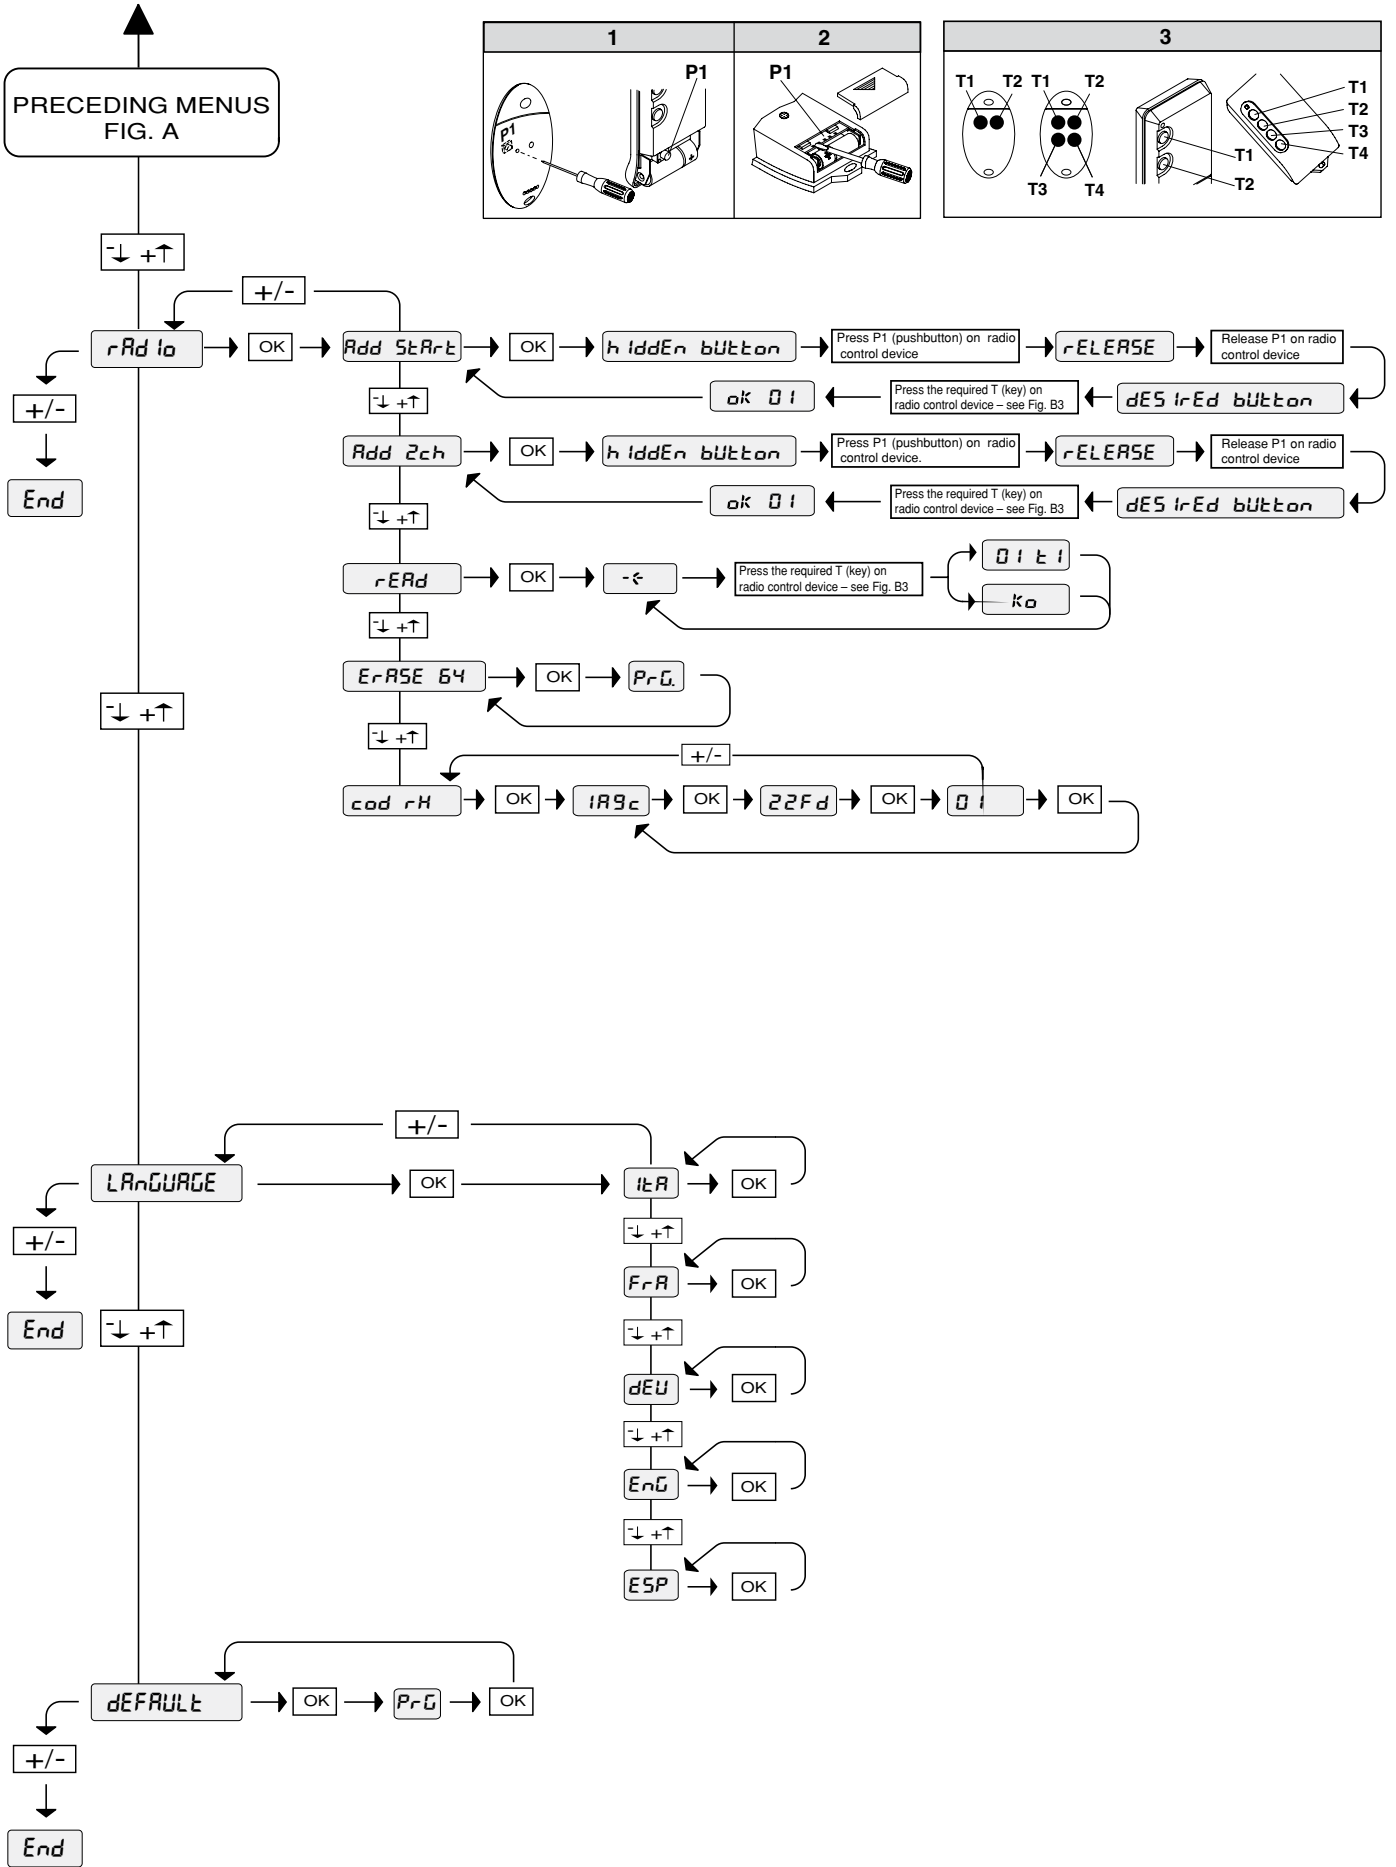 PRECEDING MENUS
FIG. A
1
2
3
P1
P1
P1
T1 T2 T1 T2
T3 T4
T1
T2
T1
T2
T3
T4
-↓ +↑
+/-
rAdIo
OK
Add StArt
OK
hIddEn bUtton
Press P1 (pushbutton) on radio
control device
rELEASE
Release P1 on radio
control device
+/-
End
-↓ +↑
oK 01
Press the required T (key) on
radio control device – see Fig. B3
dESIrEd bUtton
Add 2ch
OK
hIddEn bUtton
Press P1 (pushbutton) on radio
control device.
rELEASE
Release P1 on radio
control device
oK 01
Press the required T (key) on
radio control device – see Fig. B3
dESIrEd bUtton
-↓ +↑
rEAd
OK
Press the required T (key) on
radio control device – see Fig. B3
01 t1
Ko
-↓ +↑
ErASE 64
OK
PrG.
-↓ +↑
-↓ +↑
+/-
cod rH
OK
1A9c
OK
22Fd
OK
01
OK
+/-
LAnGUAGE
OK
ItA
OK
+/-
End
-↓ +↑
-↓ +↑
FrA
OK
-↓ +↑
dEU
OK
-↓ +↑
EnG
OK
-↓ +↑
ESP
OK
dEFAULt
OK
PrG
OK
+/-
End